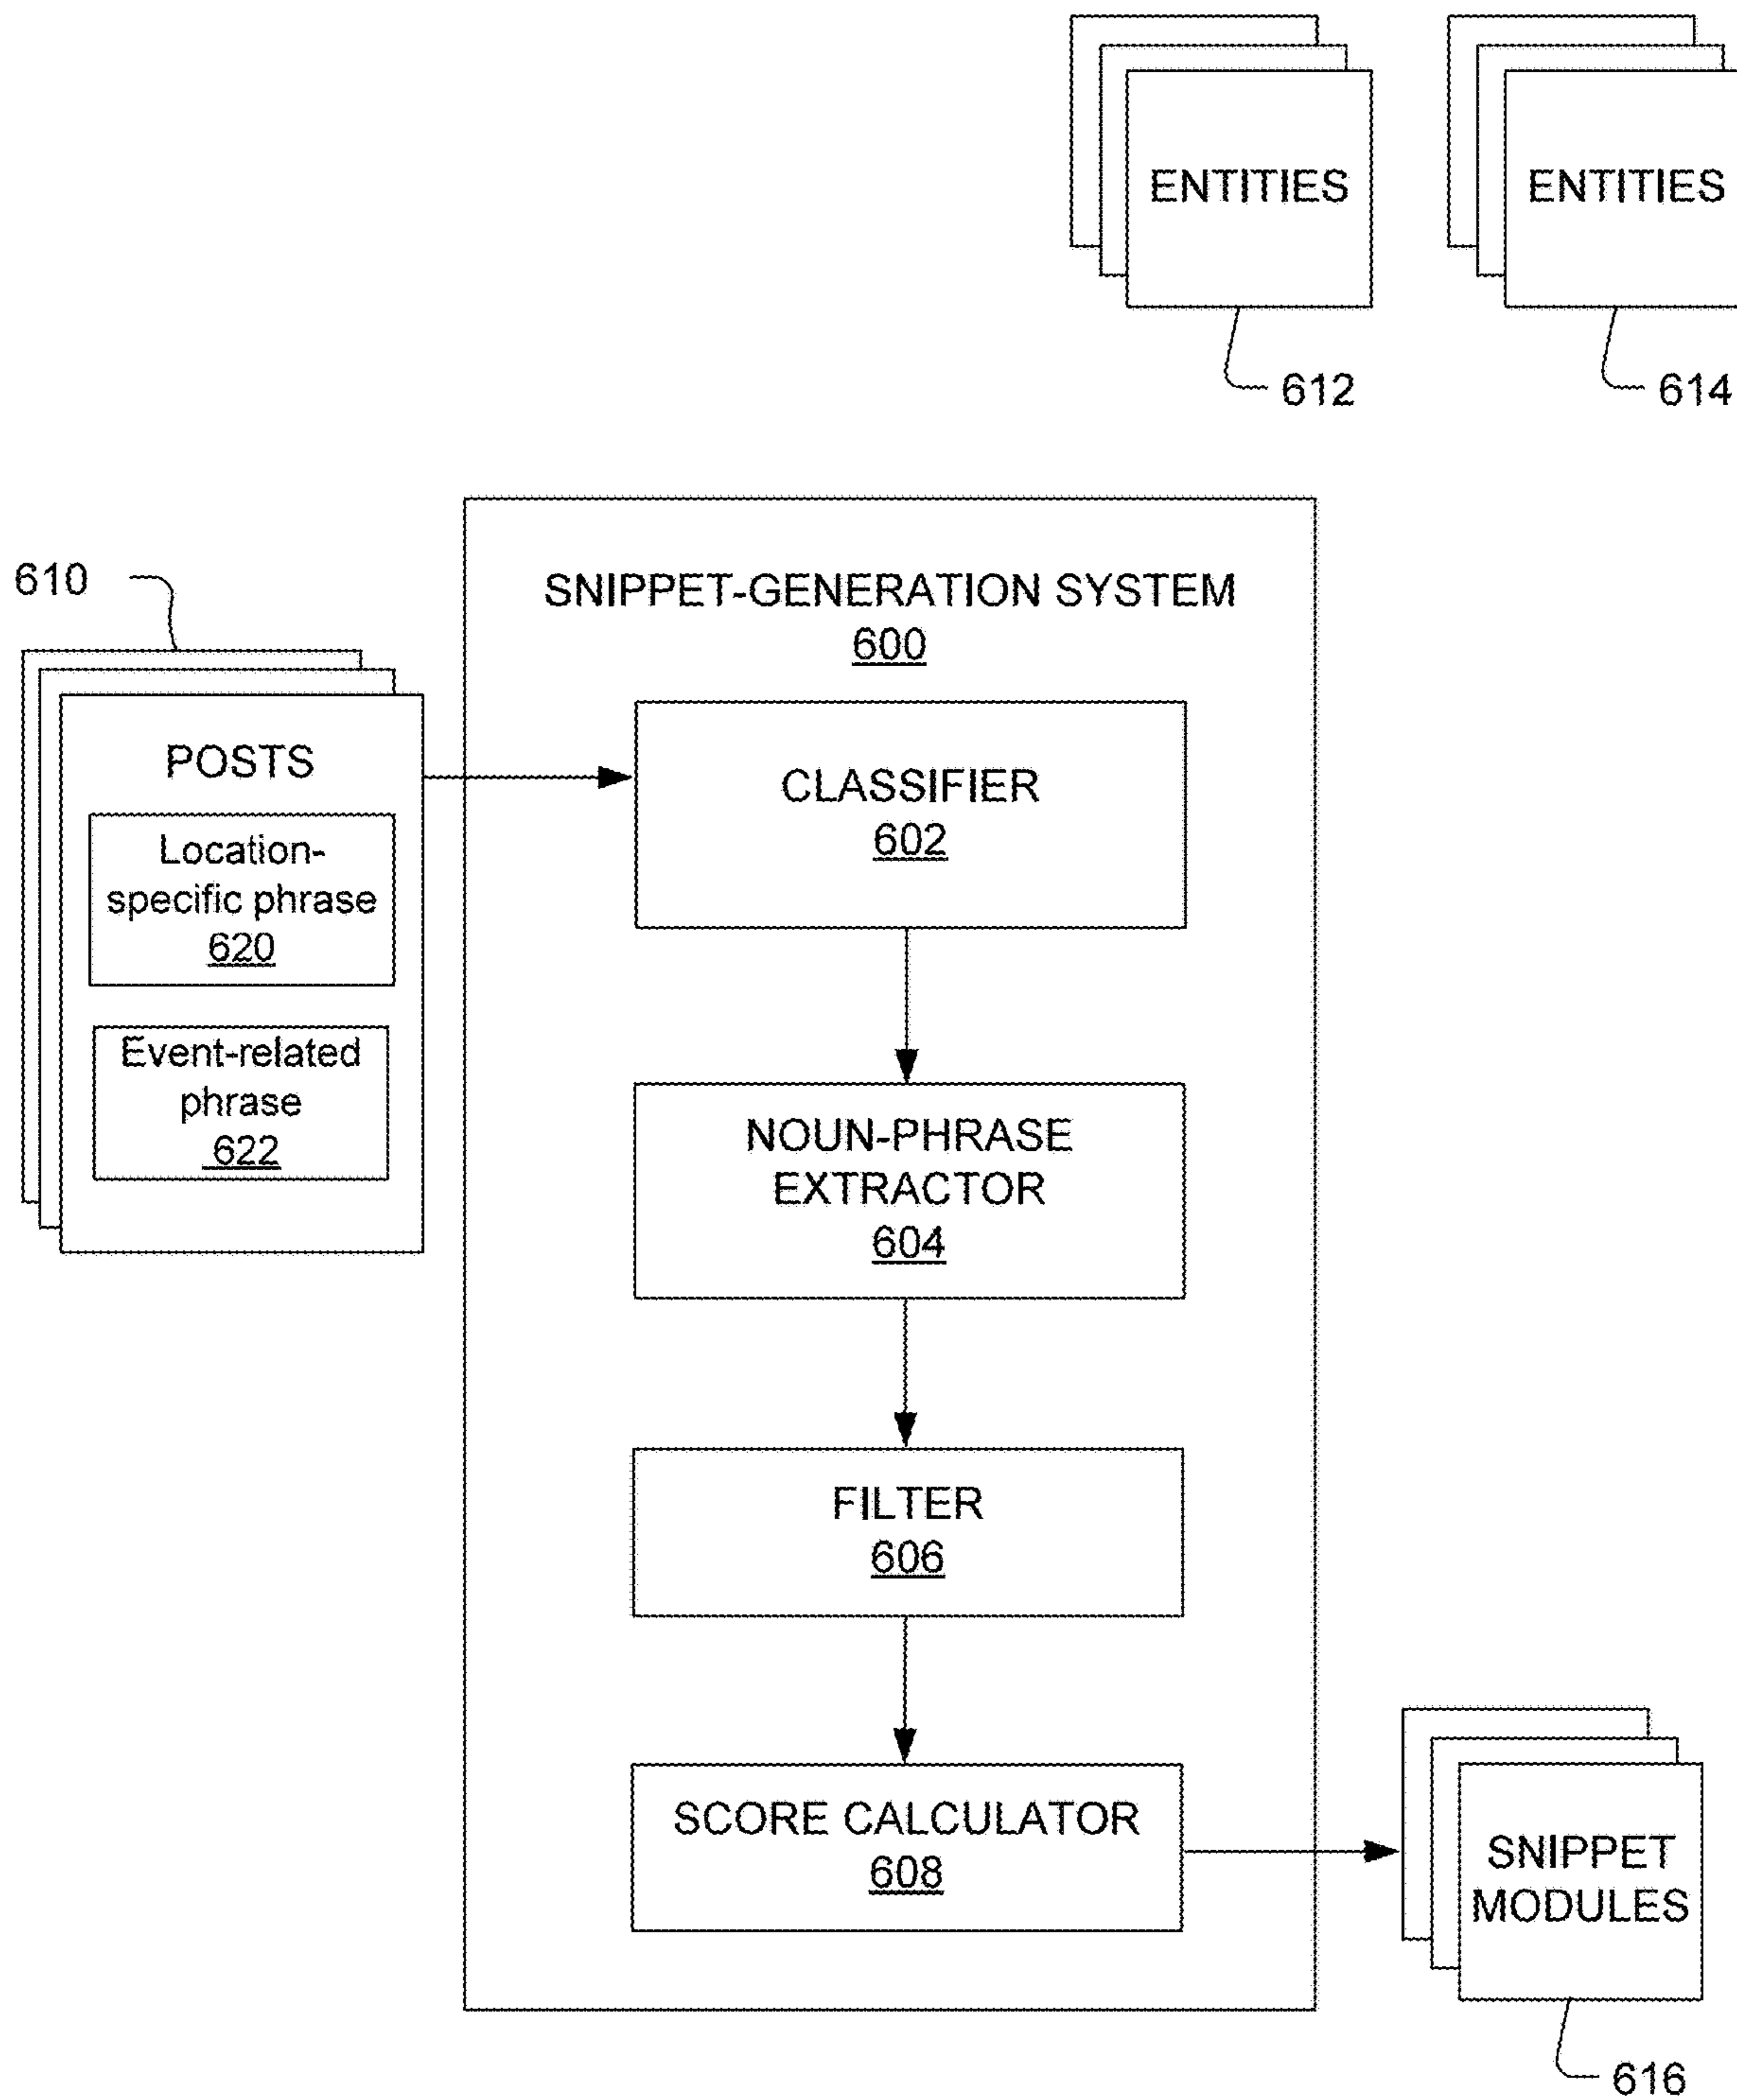 ENTITIES
ENTITIES
612
614
610
SNIPPET-GENERATION SYSTEM
600
POSTS
Location-
specific phrase
620
Event-related
phrase
622
CLASSIFIER
602
NOUN-PHRASE
EXTRACTOR
604
FILTER
606
SCORE CALCULATOR
608
SNIPPET
MODULES
616